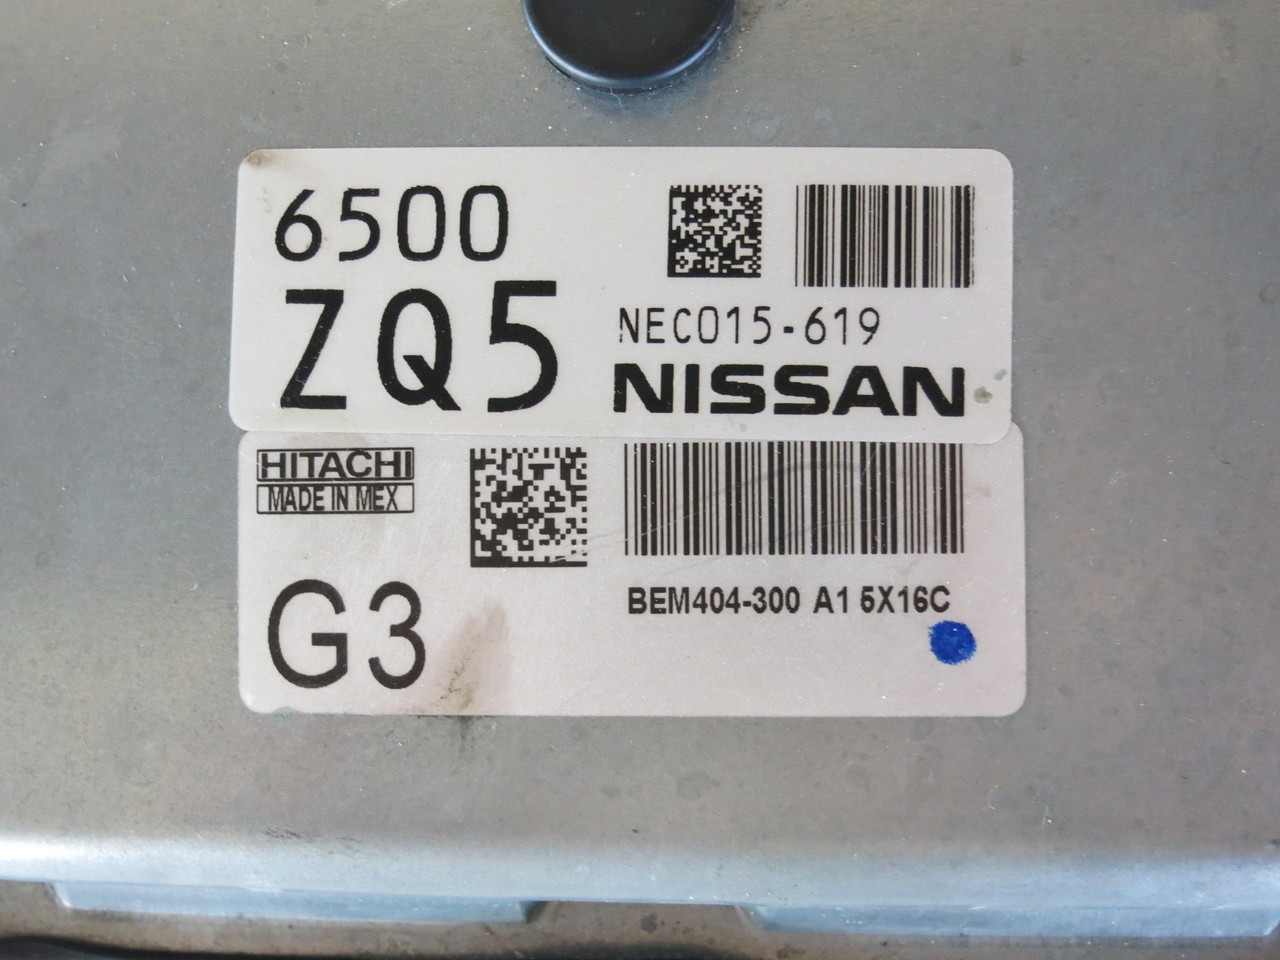 6500
ZQ5
NEC015-619
NISSAN
HITACHI
MADE IN MEX
G3
BEM404-300 A1 5X16C